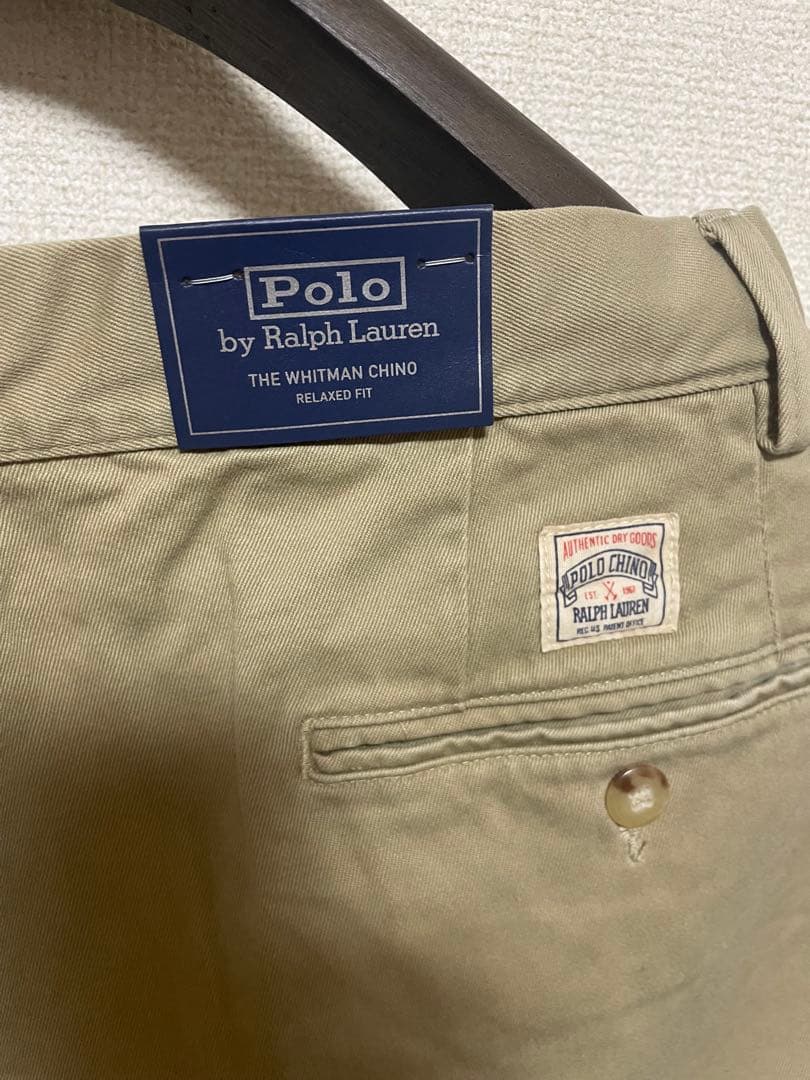 Polo
by Ralph Lauren
THE WHITMAN CHINO
RELAXED FIT
AUTHENTIC DRY GOODS
POLO CHINO
EST. 1967
RALPH LAUREN
REG. U.S. PATENT OFFICE